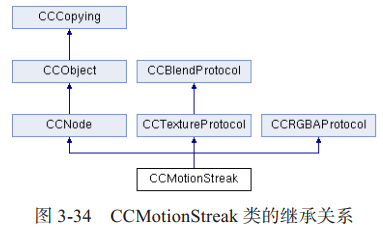 CCCopying
CCObject
CCBlendProtocol
CCNode
CCTextureProtocol
CCRGBAProtocol
CCMotionStreak
图 3-34 CCMotionStreak 类的继承关系